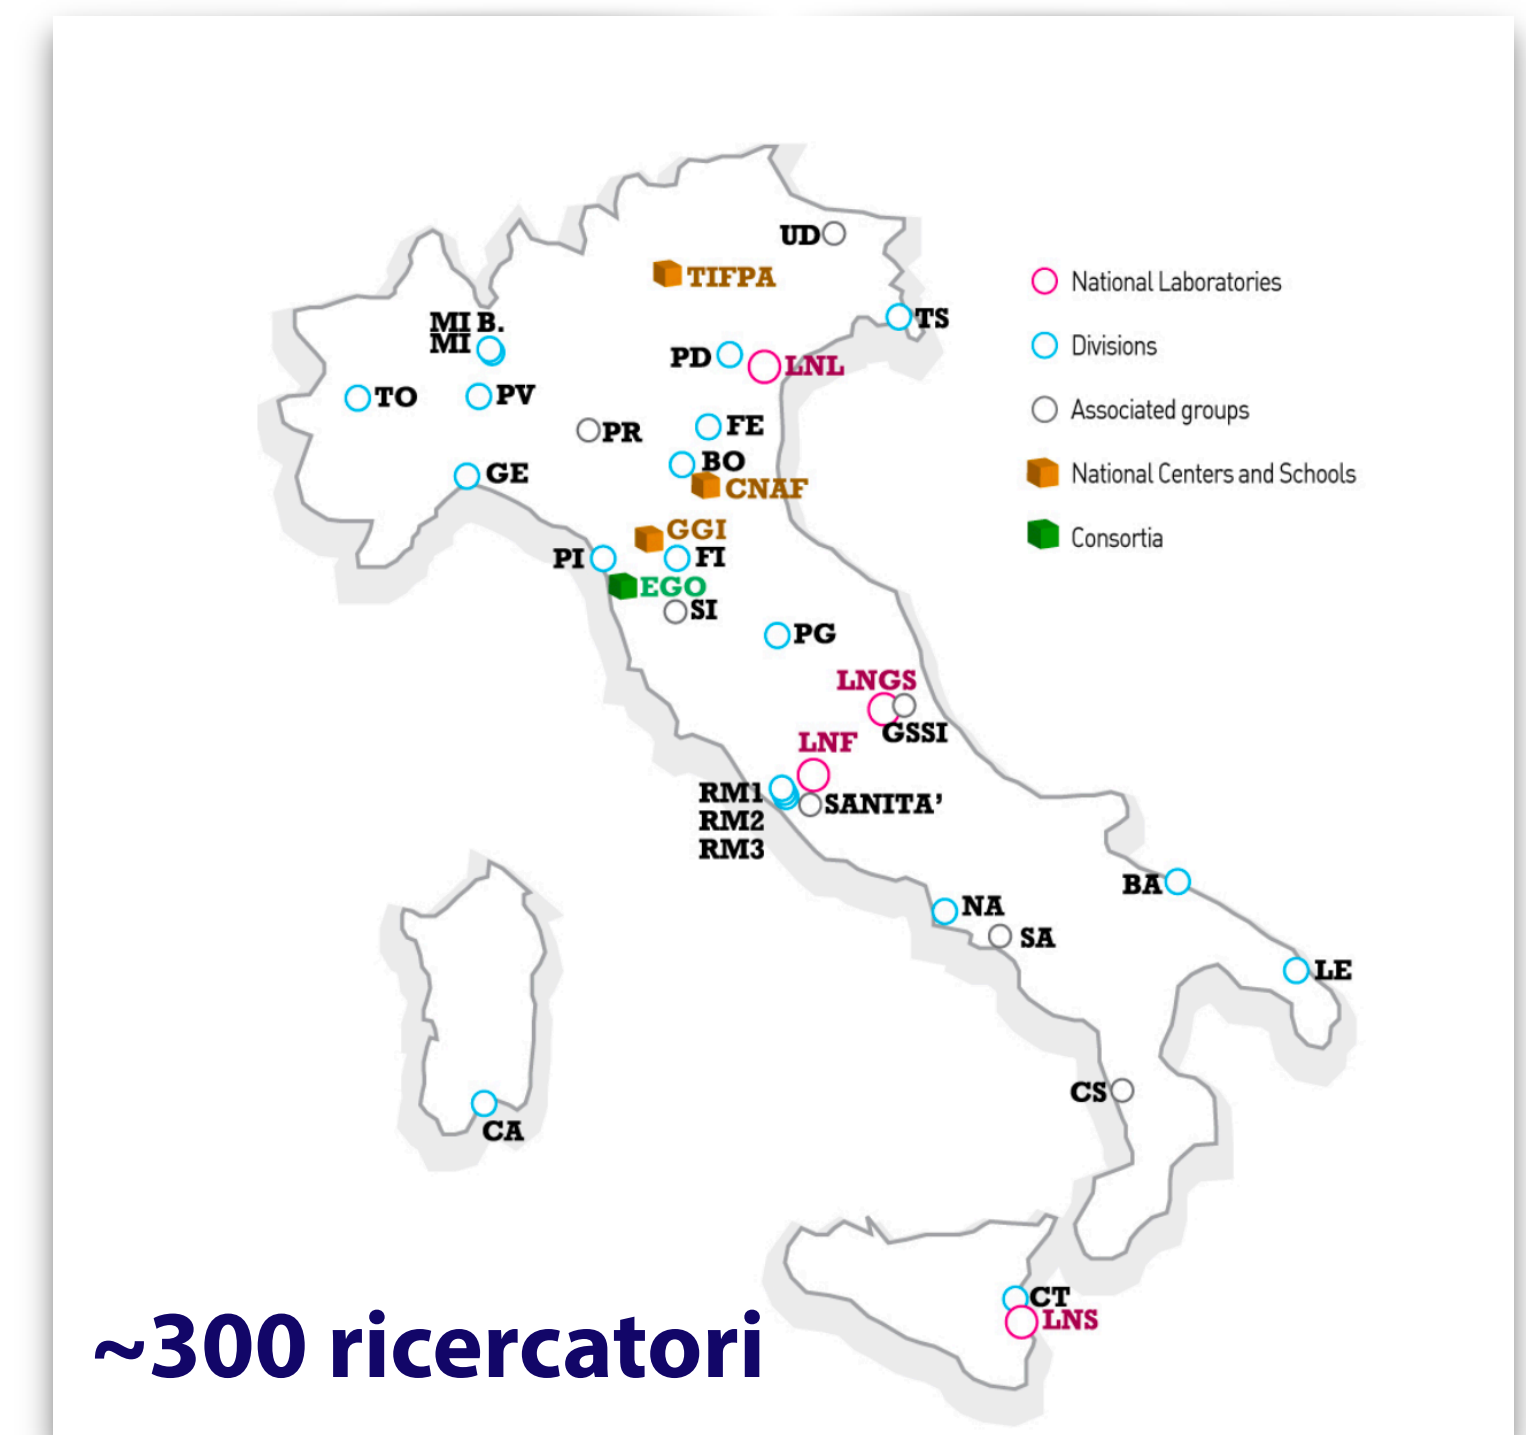 UD
TIFPA
National Laboratories
MI B.
TS
MI
Divisions
PD
LNL
TO
PV
Associated groups
PR
FE
BO
GE
CNAF
National Centers and Schools
GGI
PI
FI
Consortia
EGO
SI
PG
LNGS
GSSI
LNF
RM1
SANITA’
RM2
RM3
BA
NA
SA
LE
CS
CA
CT
LNS
~300 ricercatori